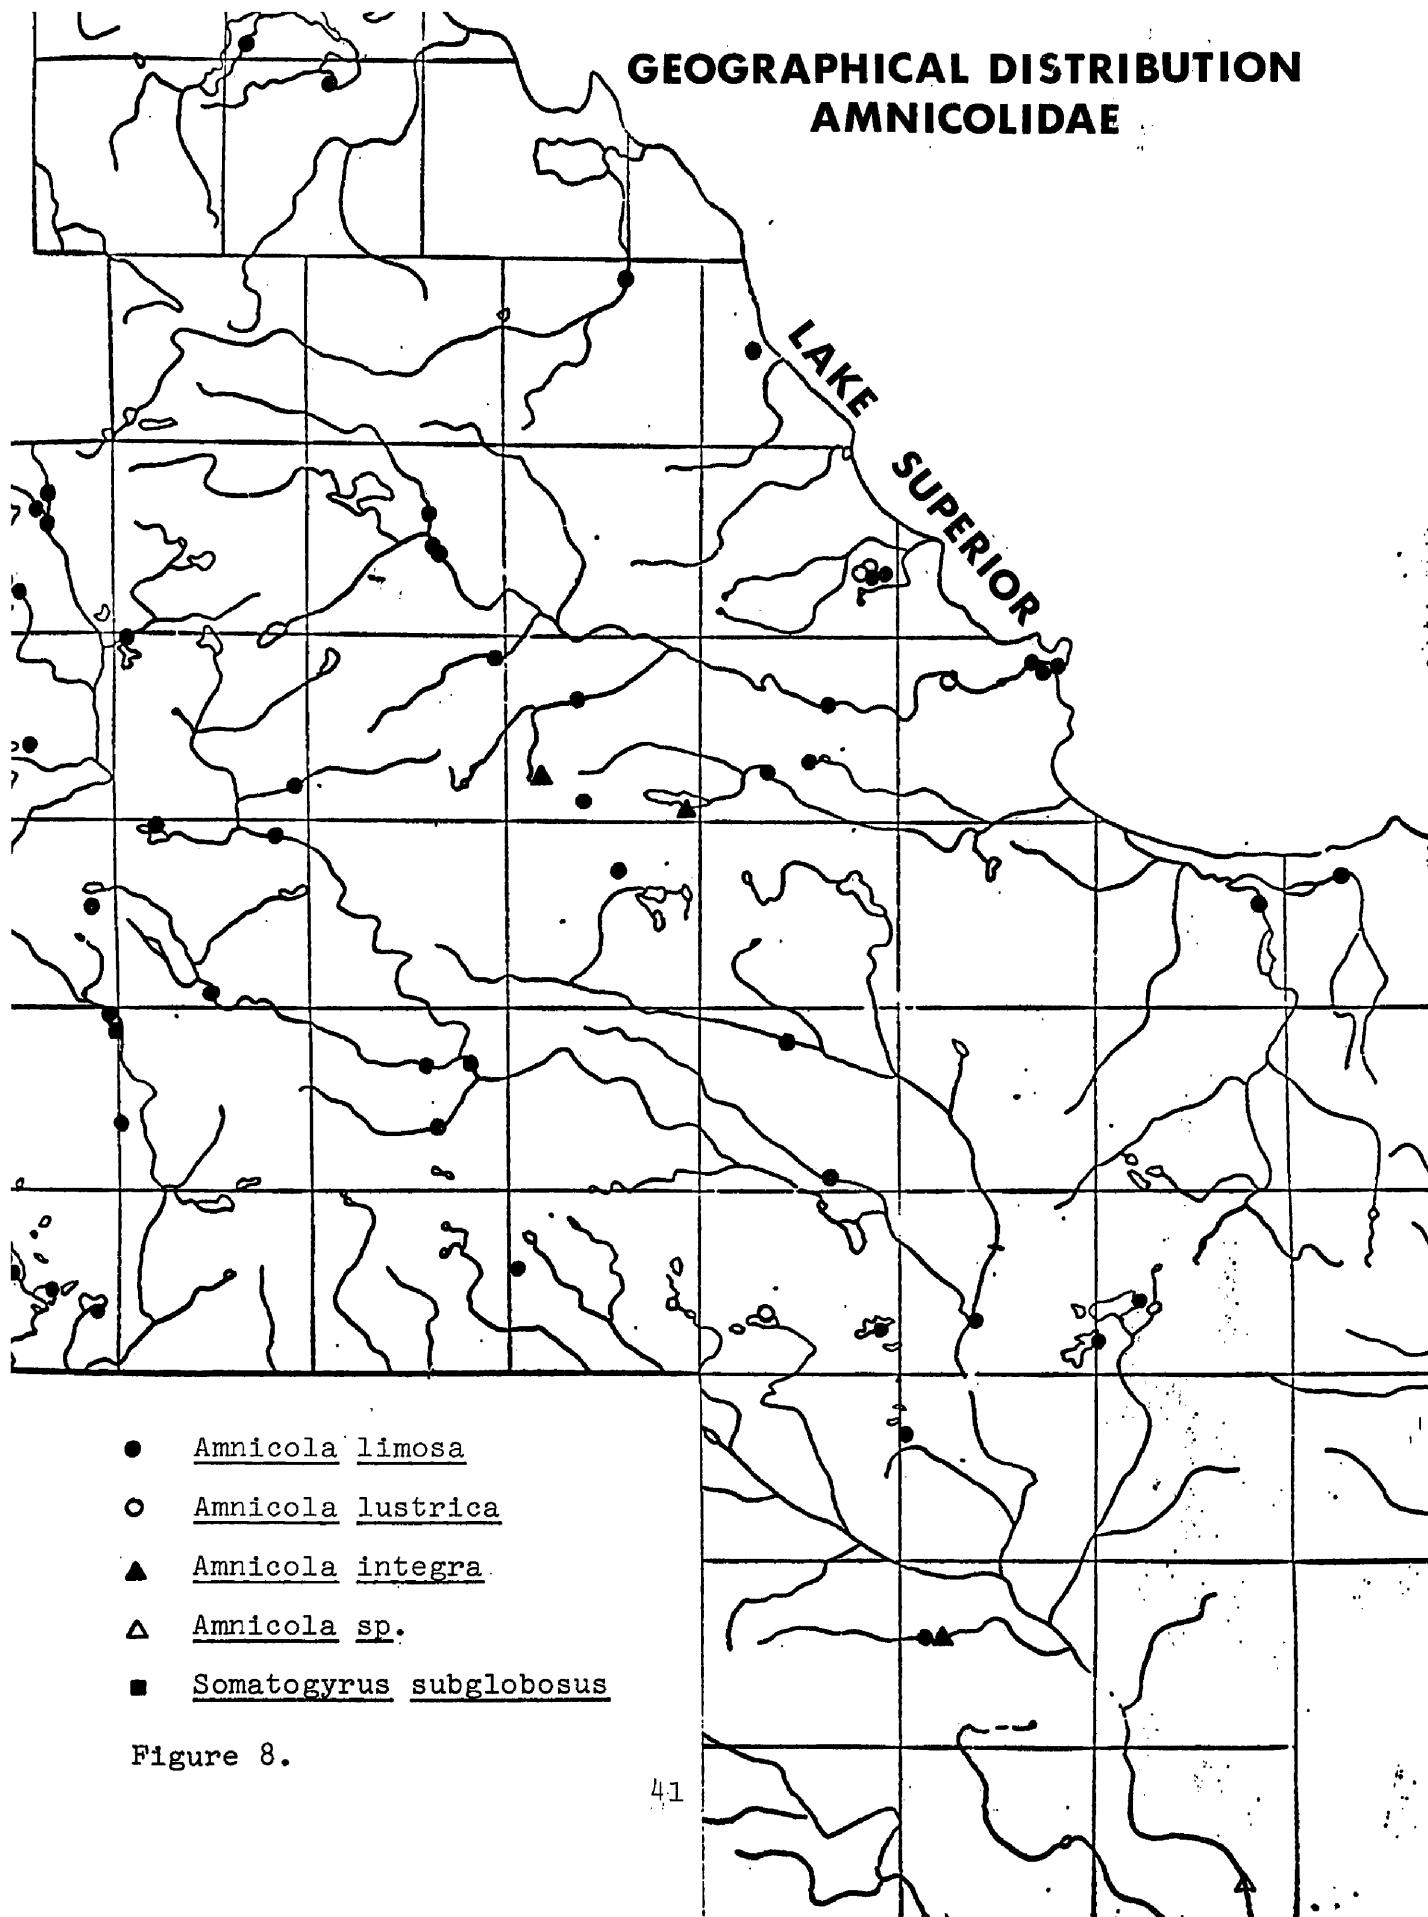 GEOGRAPHICAL DISTRIBUTION
AMNICOLIDAE
LAKE SUPERIOR
Amnicola limosa
Amnicola lustrica
Amnicola integra
Amnicola sp.
Somatogyrus subglobosus
Figure 8.
41